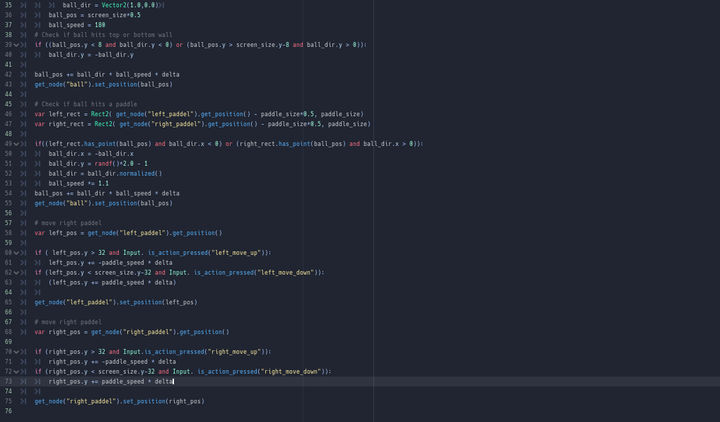 35 ball_dir = Vector2(1.0,0.0)
36 ball_pos = screen_size*0.5
37 ball_speed = 180
38 # Check if ball hits top or bottom wall
39 if ((ball_pos.y < 8 and ball_dir.y < 0) or (ball_pos.y > screen_size.y-8 and ball_dir.y > 0)):
40 ball_dir.y = -ball_dir.y
41
42 ball_pos += ball_dir * ball_speed * delta
43 get_node("ball").set_position(ball_pos)
44
45 # Check if ball hits a paddle
46 var left_rect = Rect2( get_node("left_paddel").get_position() - paddle_size*0.5, paddle_size)
47 var right_rect = Rect2( get_node("right_paddel").get_position() - paddle_size*0.5, paddle_size)
48
49 if((left_rect.has_point(ball_pos) and ball_dir.x < 0) or (right_rect.has_point(ball_pos) and ball_dir.x > 0)):
50 ball_dir.x = -ball_dir.x
51 ball_dir.y = randf()*2.0 - 1
52 ball_dir = ball_dir.normalized()
53 ball_speed *= 1.1
54 ball_pos += ball_dir * ball_speed * delta
55 get_node("ball").set_position(ball_pos)
56
57 # move right paddel
58 var left_pos = get_node("left_paddel").get_position()
59
60 if ( left_pos.y > 32 and Input. is_action_pressed("left_move_up")):
61 left_pos.y += -paddle_speed * delta
62 if (left_pos.y < screen_size.y-32 and Input. is_action_pressed("left_move_down")):
63 (left_pos.y += paddle_speed * delta)
64
65 get_node("left_paddel").set_position(left_pos)
66
67 # move right paddel
68 var right_pos = get_node("right_paddel").get_position()
69
70 if (right_pos.y > 32 and Input.is_action_pressed("right_move_up")):
71 right_pos.y += -paddle_speed * delta
72 if (right_pos.y < screen_size.y-32 and Input. is_action_pressed("right_move_down")):
73 right_pos.y += paddle_speed * delta
74
75 get_node("right_paddel").set_position(right_pos)
76